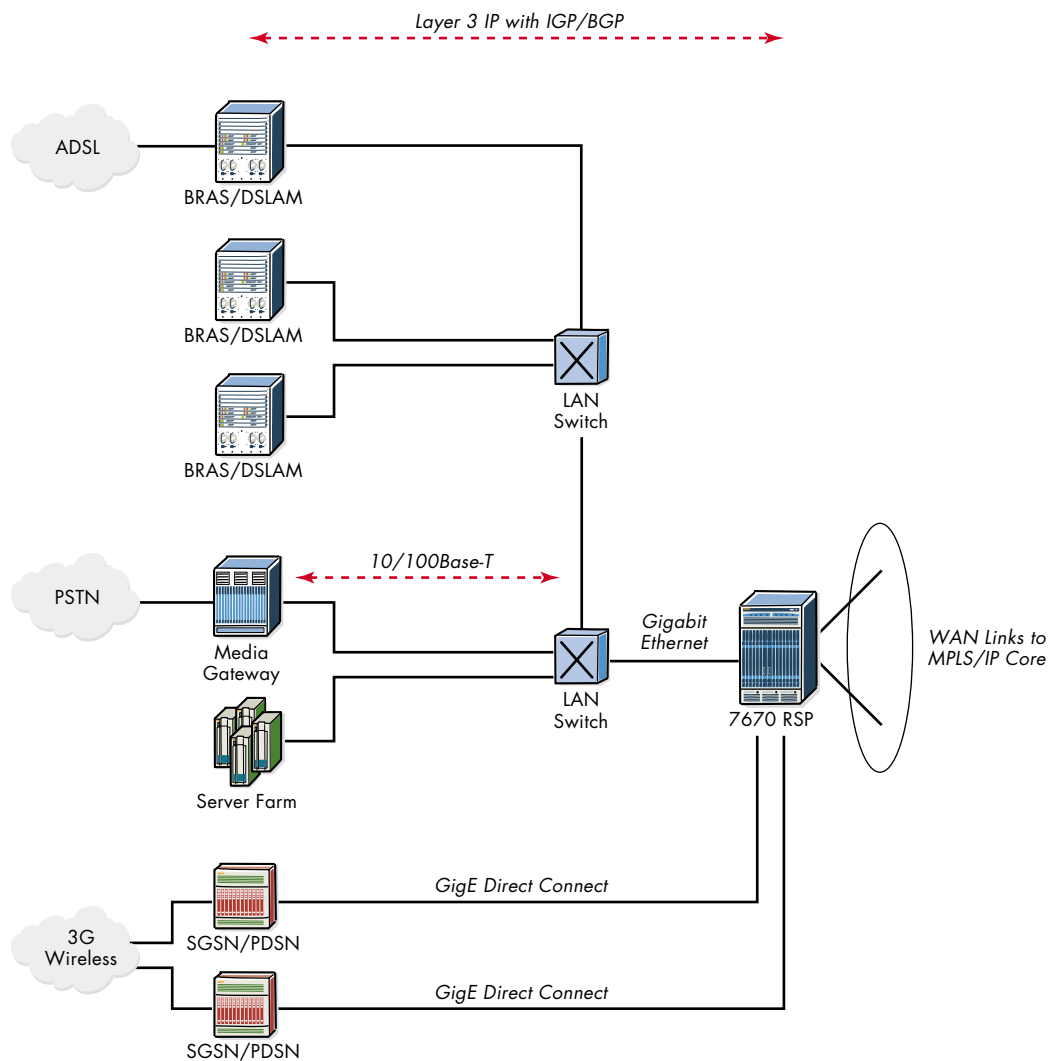 Layer 3 IP with IGP/BGP
ADSL
BRAS/DSLAM
BRAS/DSLAM
BRAS/DSLAM
LAN
Switch
10/100Base-T
PSTN
Media
Gateway
Gigabit
Ethernet
LAN
Switch
7670 RSP
WAN Links to
MPLS/IP Core
Server Farm
3G
Wireless
GigE Direct Connect
SGSN/PDSN
GigE Direct Connect
SGSN/PDSN